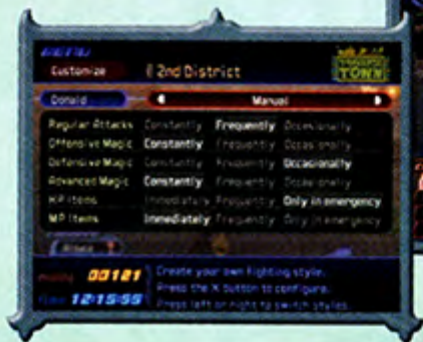 Customize 2nd District TOWN
Donald Manual
Regular Attacks Constantly Frequently Occasionally
Offensive Magic Constantly Frequently Occasionally
Defensive Magic Constantly Frequently Occasionally
Advanced Magic Constantly Frequently Occasionally
H.P. Items Immediately Frequently Only in emergency
M.P. Items Immediately Frequently Only in emergency
00121 Create your own fighting style.
Press the X button to configure.
12:15:55 Press left or right to switch styles.